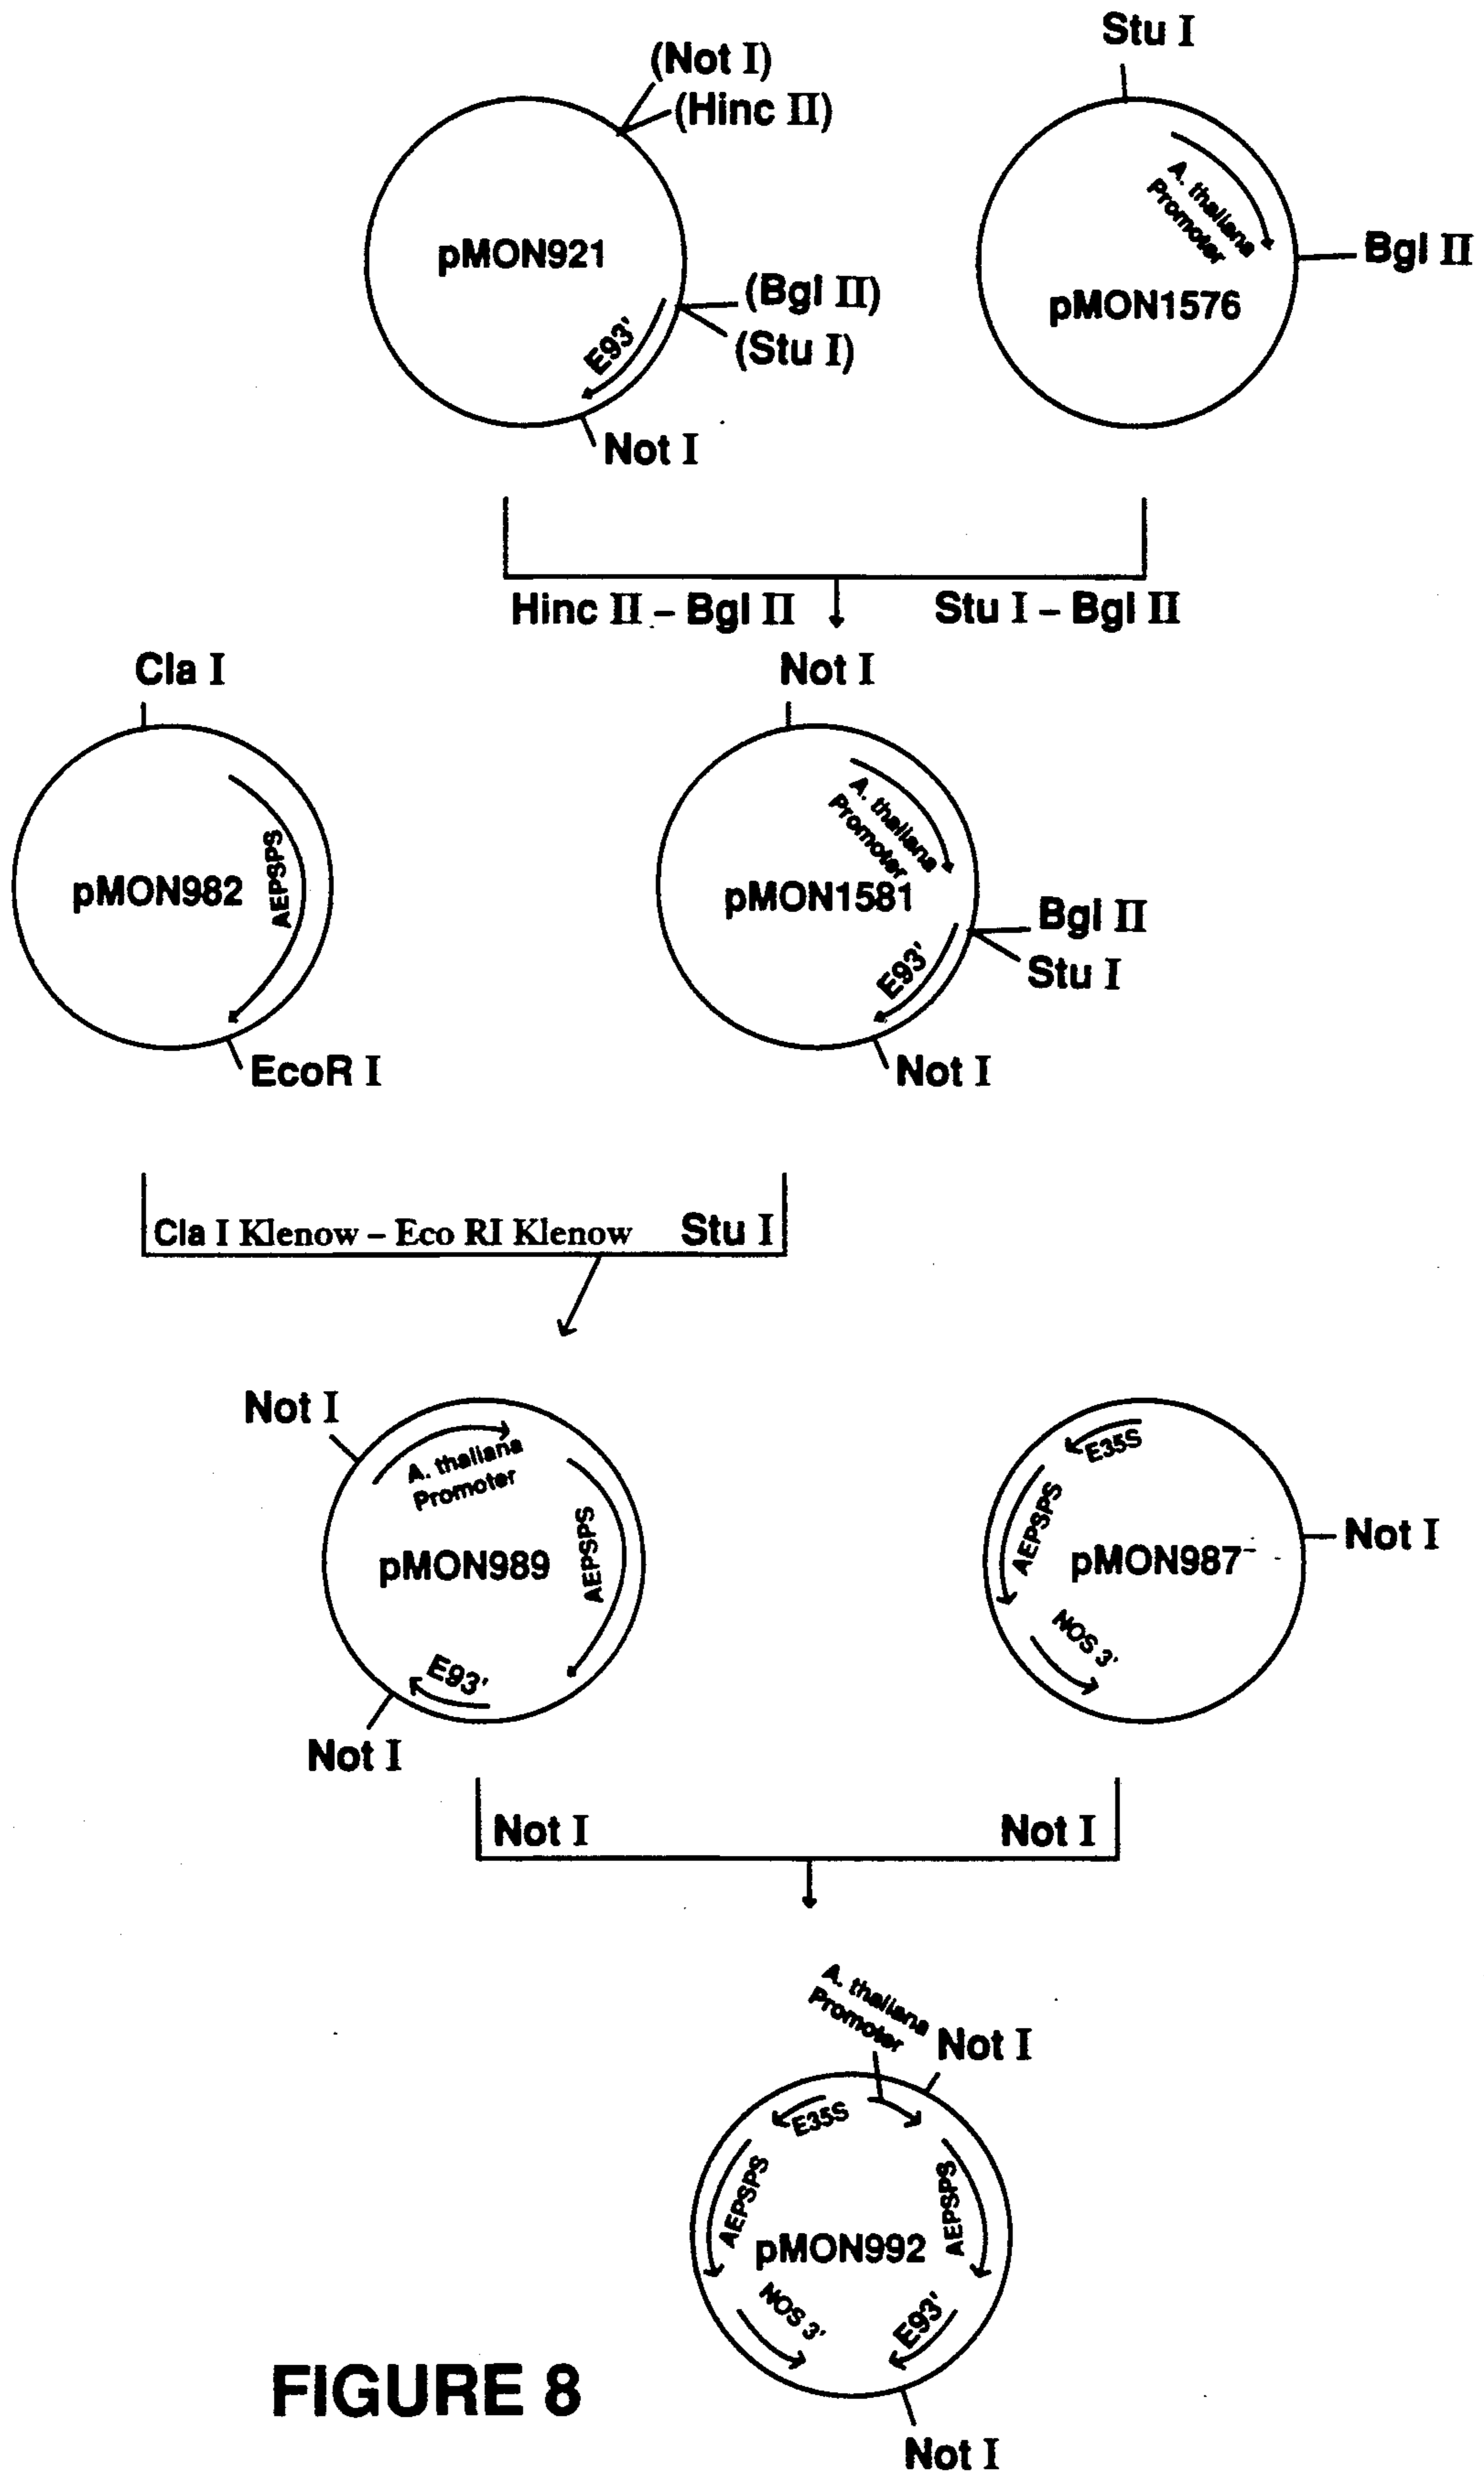 Stu I
(Not I)
(Hinc II)
A. thaliana
Promoter
pMON921
Bgl II
(Bgl II)
pMON1576
E93'
(Stu I)
Not I
Hinc II – Bgl II
Stu I – Bgl II
Cla I
Not I
A. thaliana
Promoter
AEPSPS
pMON982
pMON1581
Bgl II
E93'
Stu I
EcoR I
Not I
Cla I Klenow – Eco RI Klenow
Stu I
Not I
A. thaliana
Promoter
E35S
AEPSPS
AEPSPS
Not I
pMON989
pMON987
E93'
NOS 3'
Not I
Not I
Not I
A. thaliana
Promoter
Not I
E35S
AEPSPS
AEPSPS
pMON992
NOS 3'
E93'
FIGURE 8
Not I